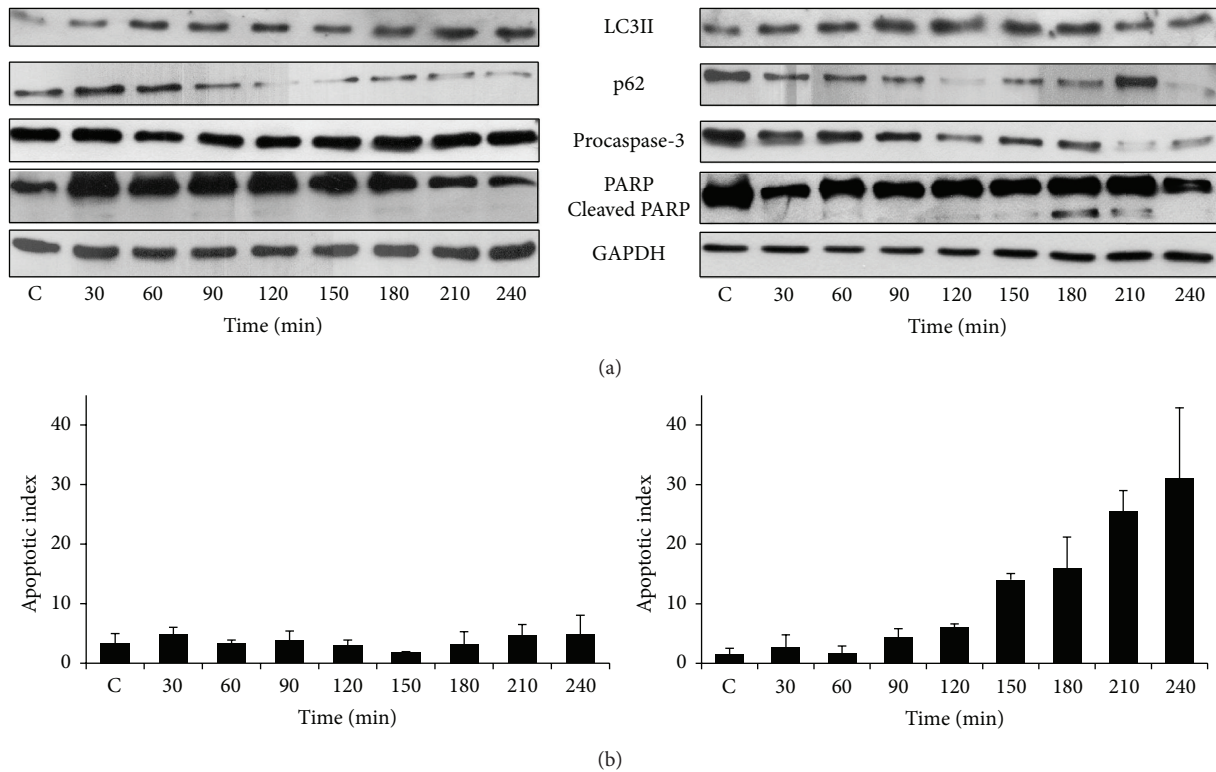 LC3II
p62
Procaspase-3
PARP
Cleaved PARP
GAPDH
C 30 60 90 120 150 180 210 240 C 30 60 90 120 150 180 210 240
Time (min) Time (min)
(a)
40 40
30 30
20 20
10 10
0 0
Apoptotic index Apoptotic index
C 30 60 90 120 150 180 210 240 C 30 60 90 120 150 180 210 240
Time (min) Time (min)
(b)